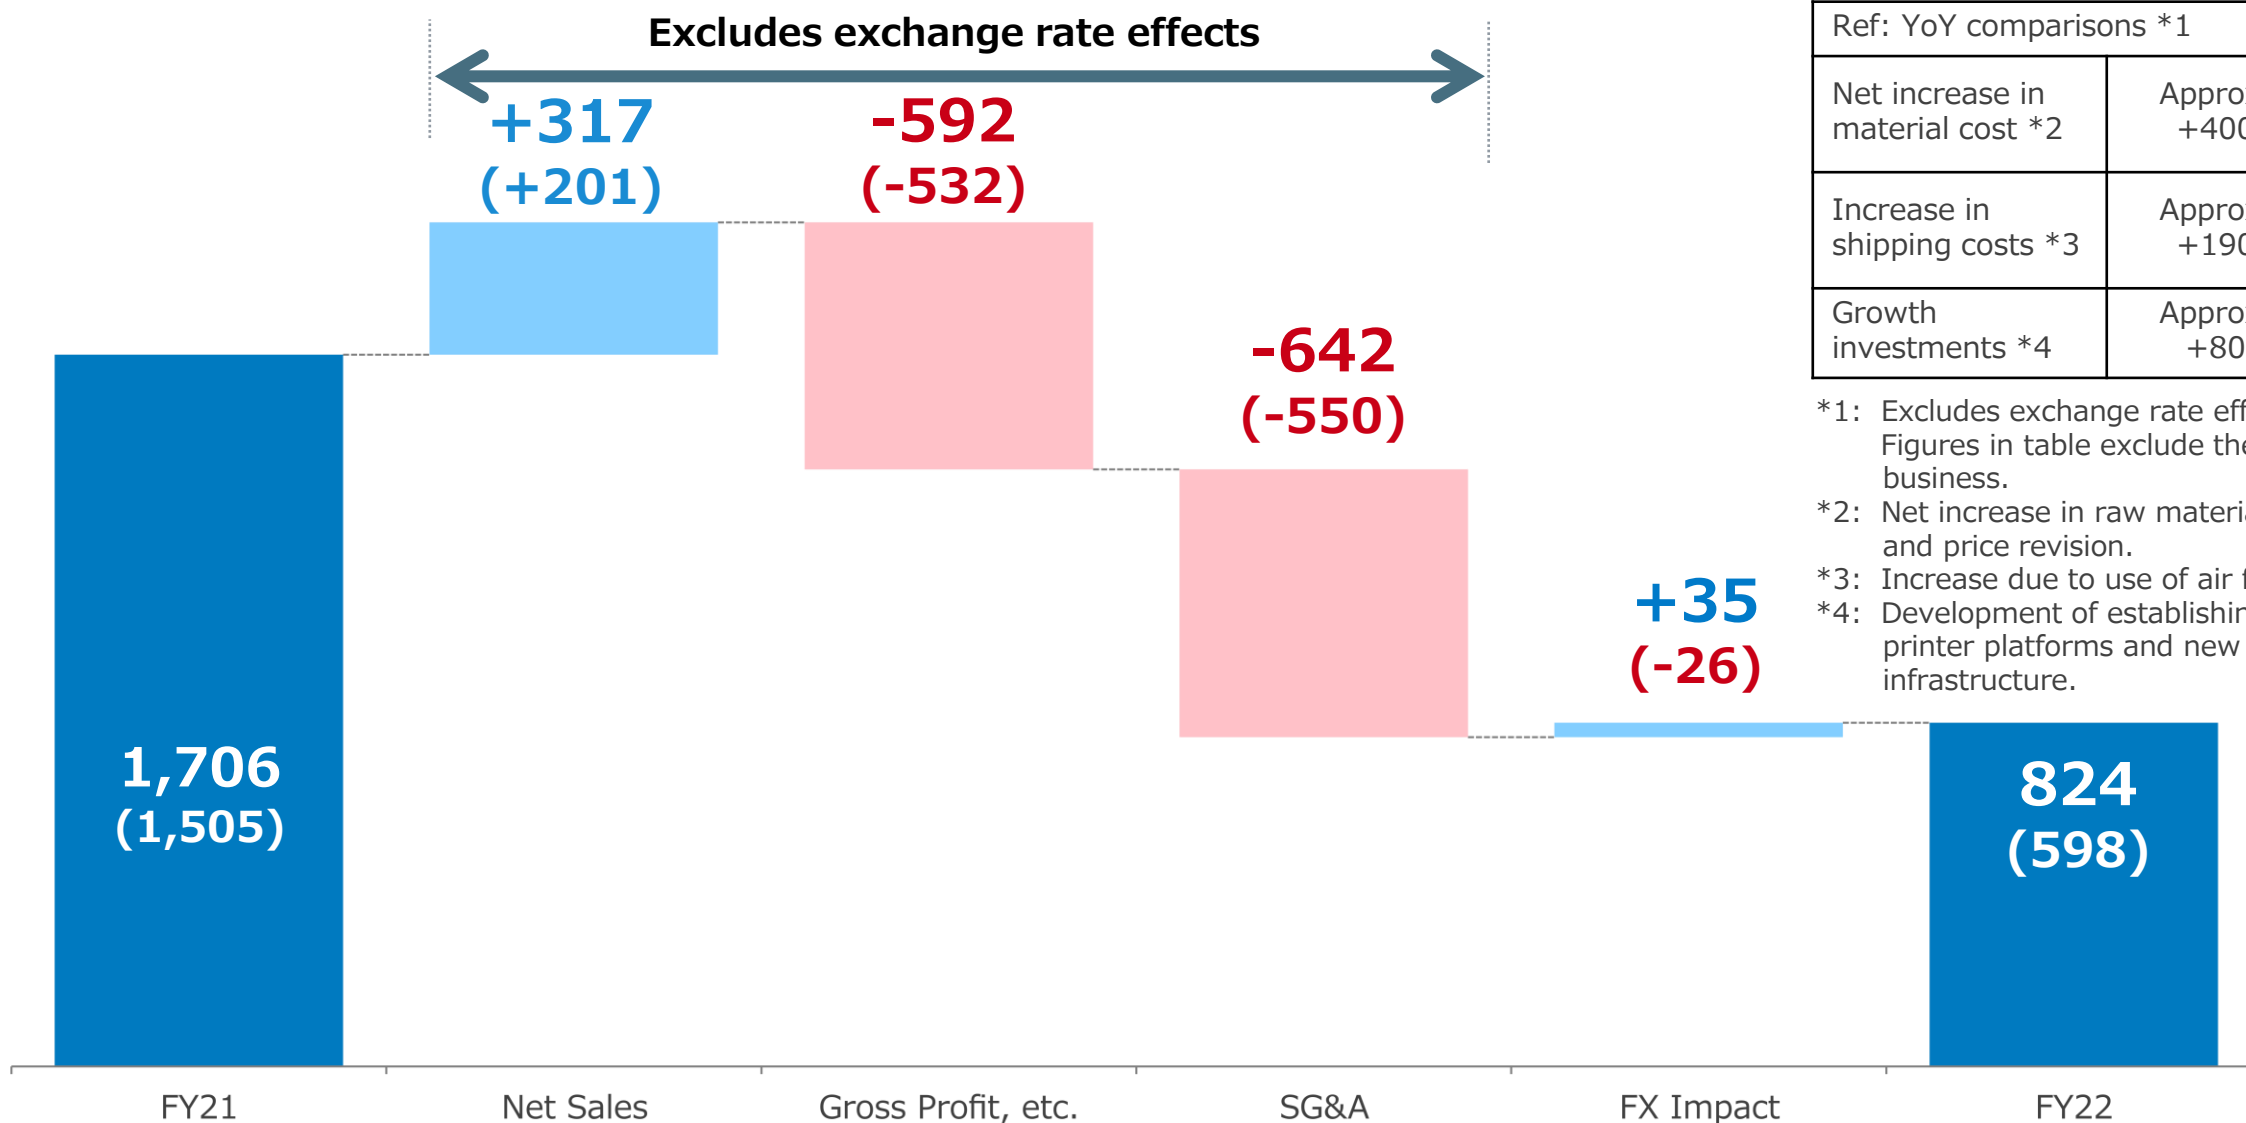 Excludes exchange rate effects
+317
(+201)
-592
(-532)
-642
(-550)
+35
(-26)
1,706
(1,505)
824
(598)
FY21
Net Sales
Gross Profit, etc.
SG&A
FX Impact
FY22
Ref: YoY comparisons *1
Net increase in
material cost *2
+400
Increase in
shipping costs *3
+190
Growth
investments *4
+80
*1: Excludes exchange rate
Figures in table exclude
business.
*2: Net increase in raw
and price revision.
*3: Increase due to use of air
*4: Development of
printer platforms and new
infrastructure.